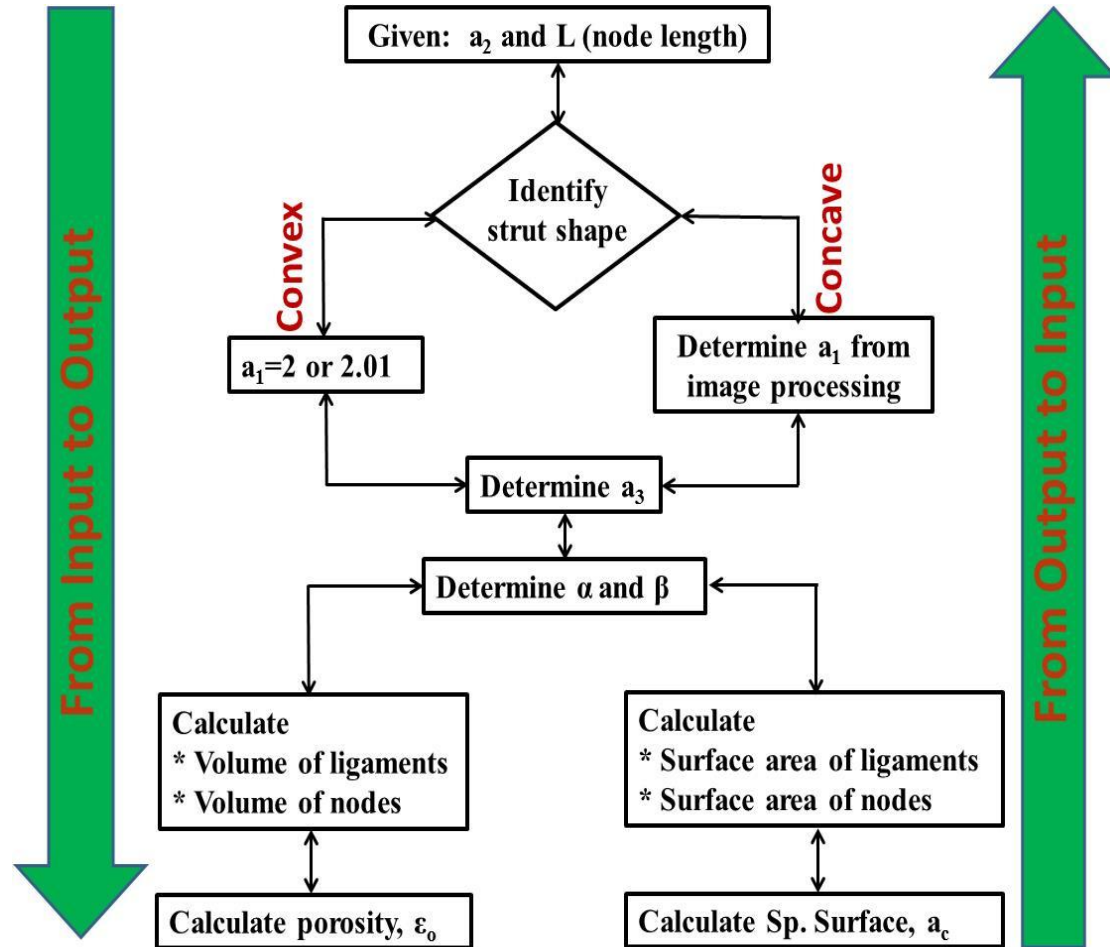 Given: a₂ and L (node length)
Identify
strut shape
Convex
Concave
a₁=2 or 2.01
Determine a₁ from
image processing
Determine a₃
Determine α and β
Calculate
* Volume of ligaments
* Volume of nodes
Calculate
* Surface area of ligaments
* Surface area of nodes
Calculate porosity, εₒ
Calculate Sp. Surface, a_c
From Input to Output
From Output to Input